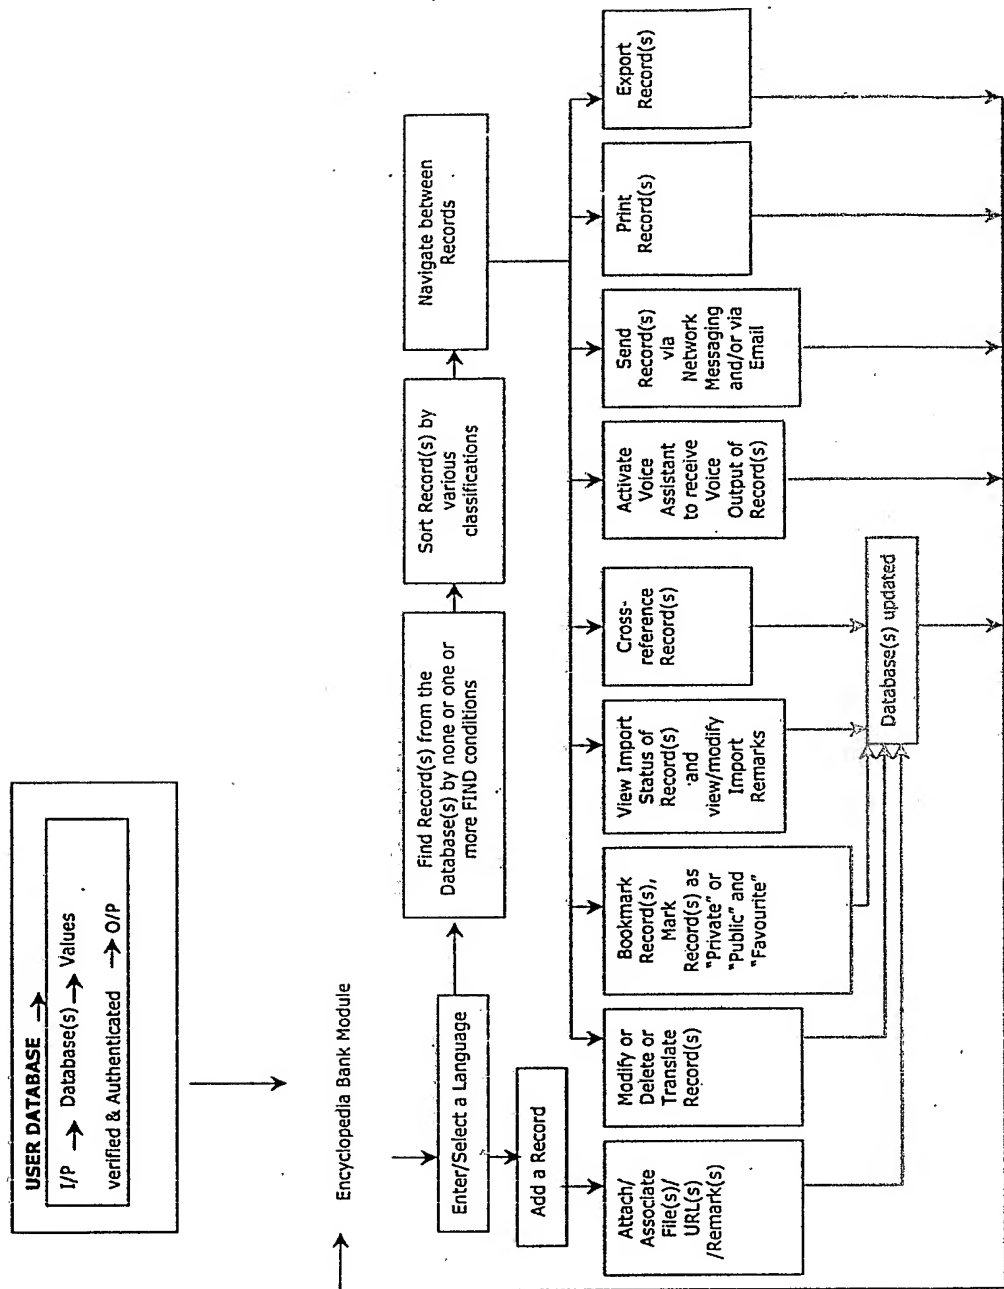 USER DATABASE
I/P Database(s) Values
verified & Authenticated O/P
Encyclopedia Bank Module
Enter/Select a Language
Find Record(s) from the
Database(s) by none or one or
more FIND conditions
Sort Record(s) by
various
classifications
Navigate between
Records
Add a Record
Attach/
Associate
File(s)/
URL(s)
/Remark(s)
Modify or
Delete or
Translate
Record(s)
Bookmark
Record(s),
Mark
Record(s) as
"Private" or
"Public" and
"Favourite"
View Import
Status of
Record(s)
and
view/modify
Import
Remarks
Cross-
reference
Record(s)
Activate
Voice
Assistant
to receive
Voice
Output of
Record(s)
Send
Record(s)
via
Network
Messaging
and/or via
Email
Print
Record(s)
Export
Record(s)
Database(s) updated